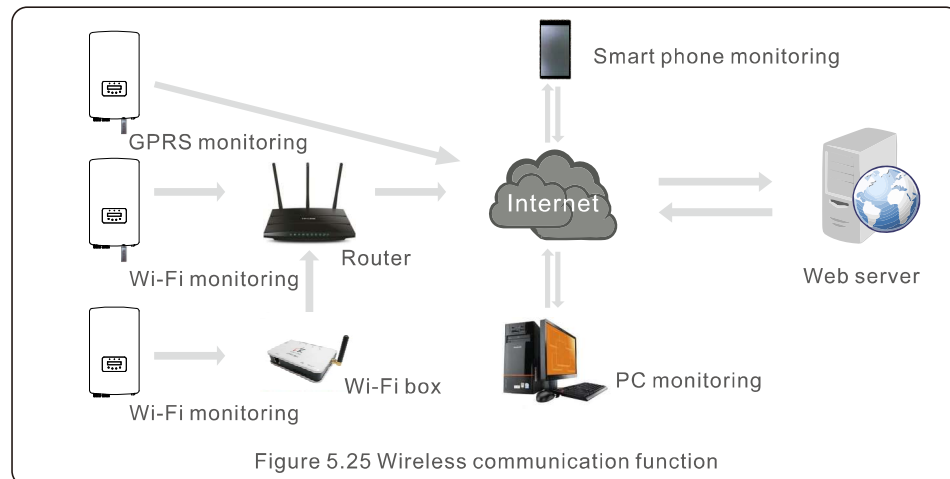 Smart phone monitoring
GPRS monitoring
Internet
Router
Wi-Fi monitoring
Web server
Wi-Fi box
PC monitoring
Wi-Fi monitoring
Figure 5.25 Wireless communication function